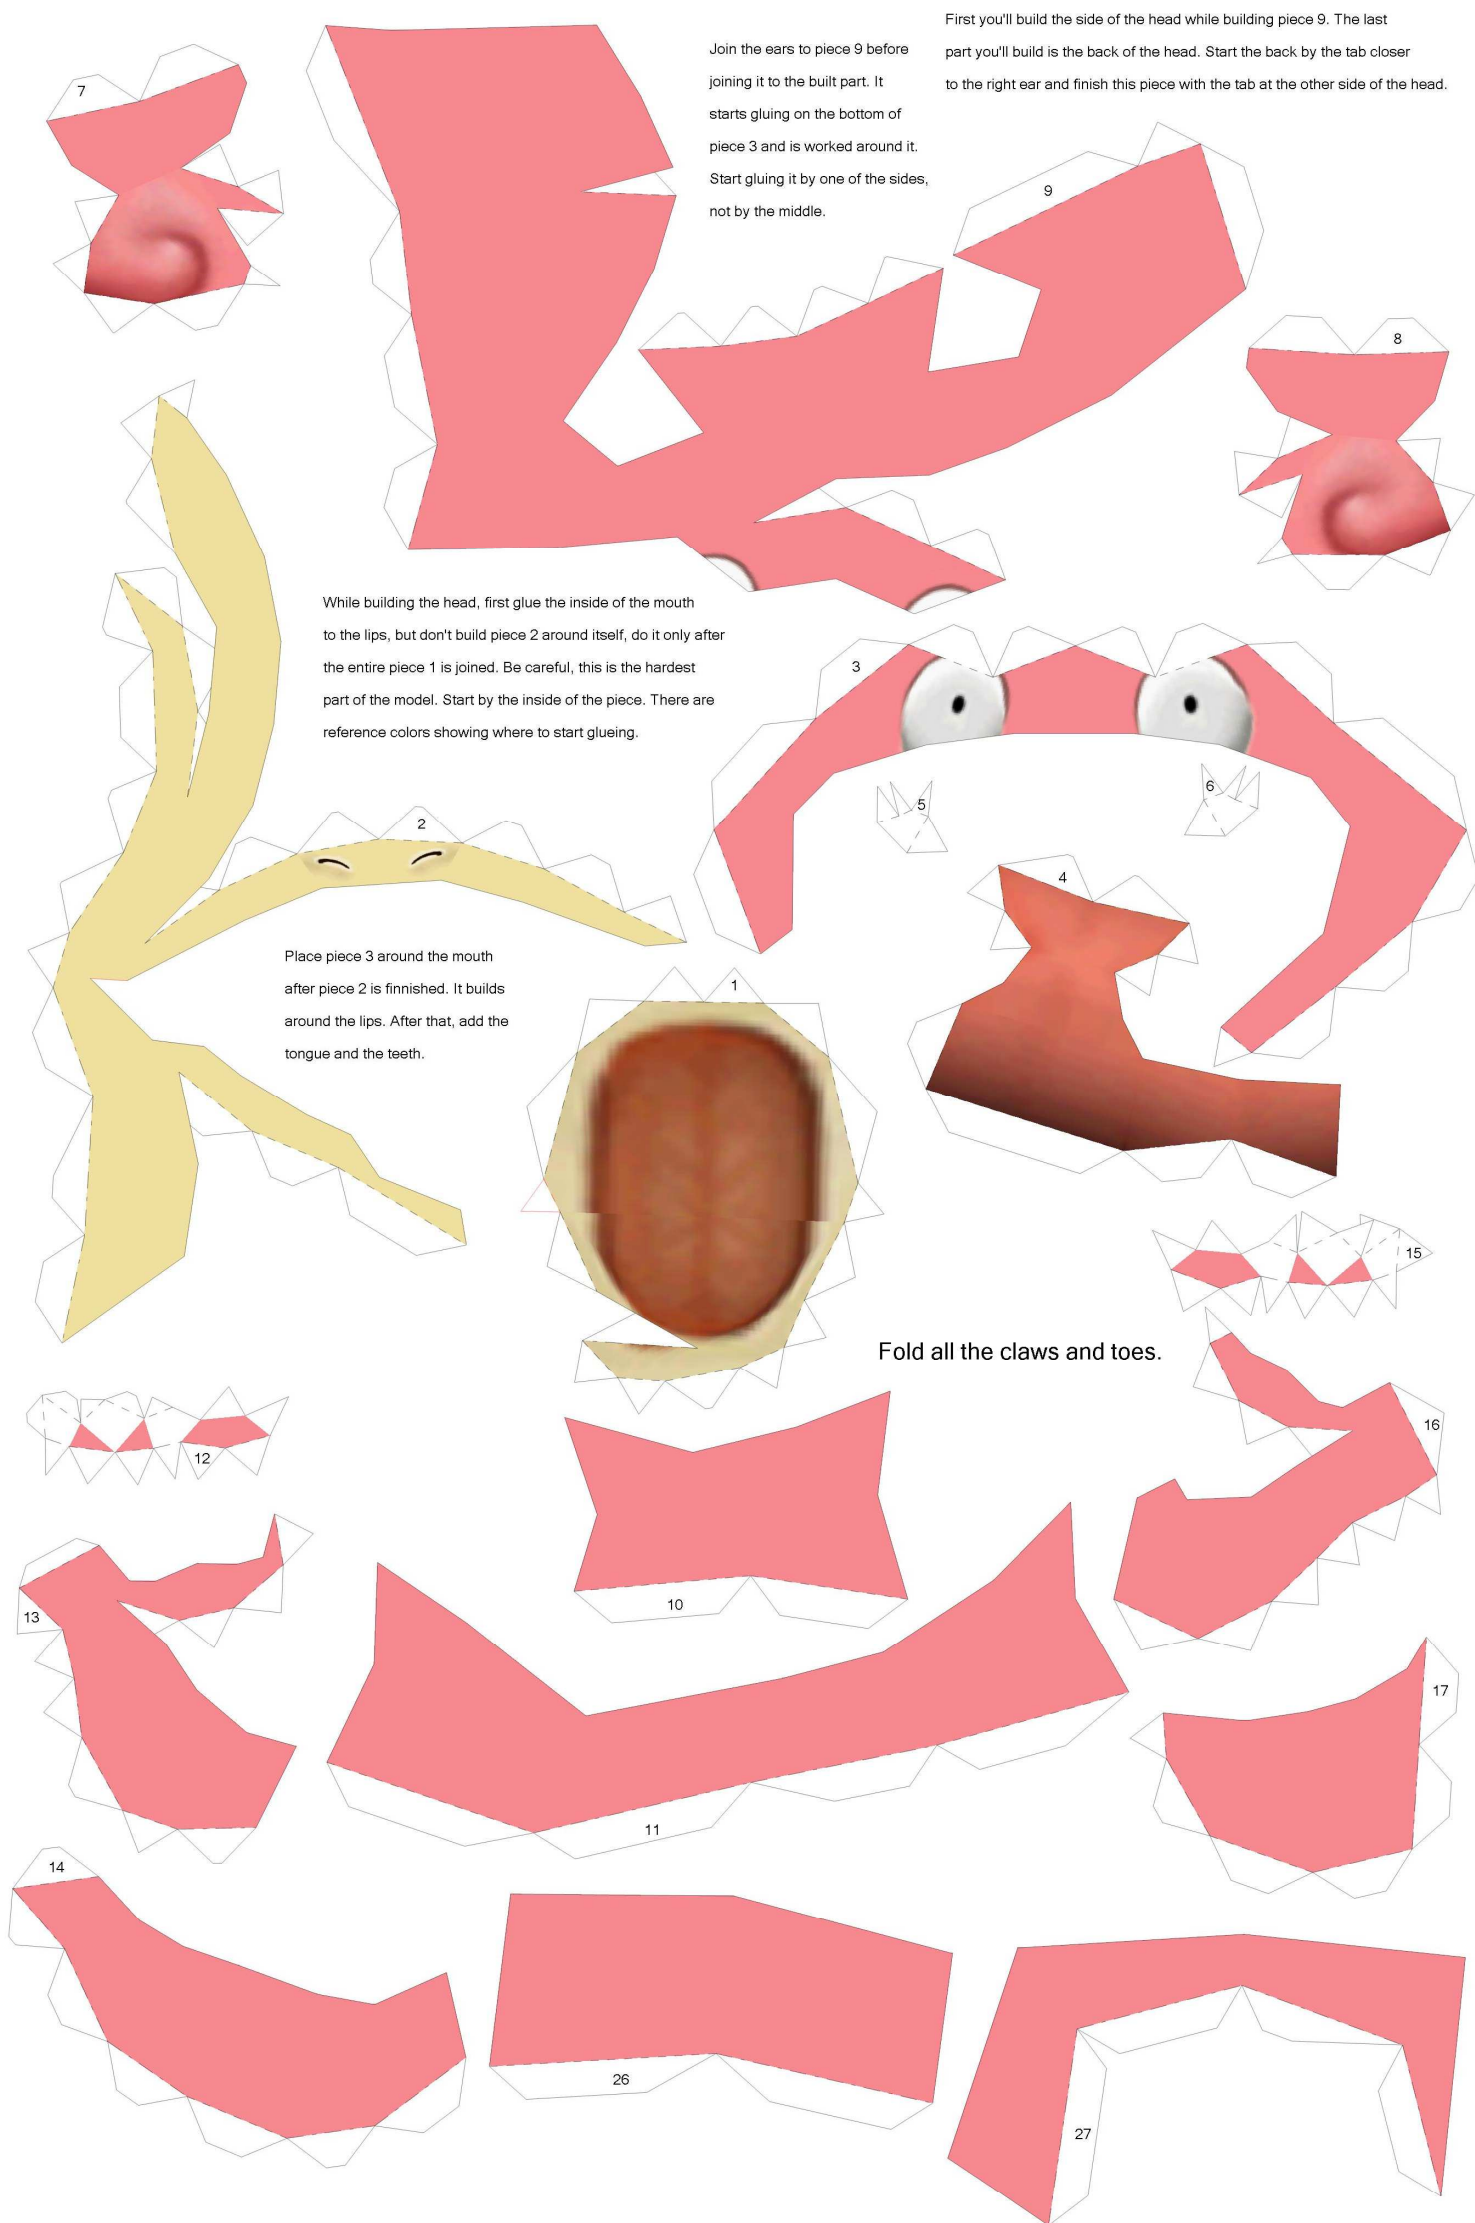 First you'll build the side of the head while building piece 9. The last
part you'll build is the back of the head. Start the back by the tab closer
to the right ear and finish this piece with the tab at the other side of the head.
Join the ears to piece 9 before
joining it to the built part. It
starts gluing on the bottom of
piece 3 and is worked around it.
Start gluing it by one of the sides,
not by the middle.
7
9
8
While building the head, first glue the inside of the mouth
to the lips, but don't build piece 2 around itself, do it only after
the entire piece 1 is joined. Be careful, this is the hardest
part of the model. Start by the inside of the piece. There are
reference colors showing where to start glueing.
3
6
5
2
4
Place piece 3 around the mouth
after piece 2 is finnished. It builds
around the lips. After that, add the
tongue and the teeth.
1
15
Fold all the claws and toes.
16
12
10
13
17
11
14
26
27